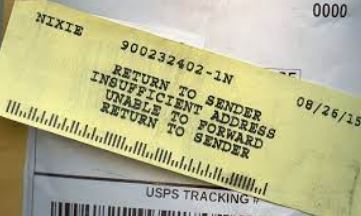 0000
NIXIE
900232402-1N
08/26/15
RETURN TO SENDER
INSUFFICIENT ADDRESS
UNABLE TO FORWARD
RETURN TO SENDER
USPS TRACKING #